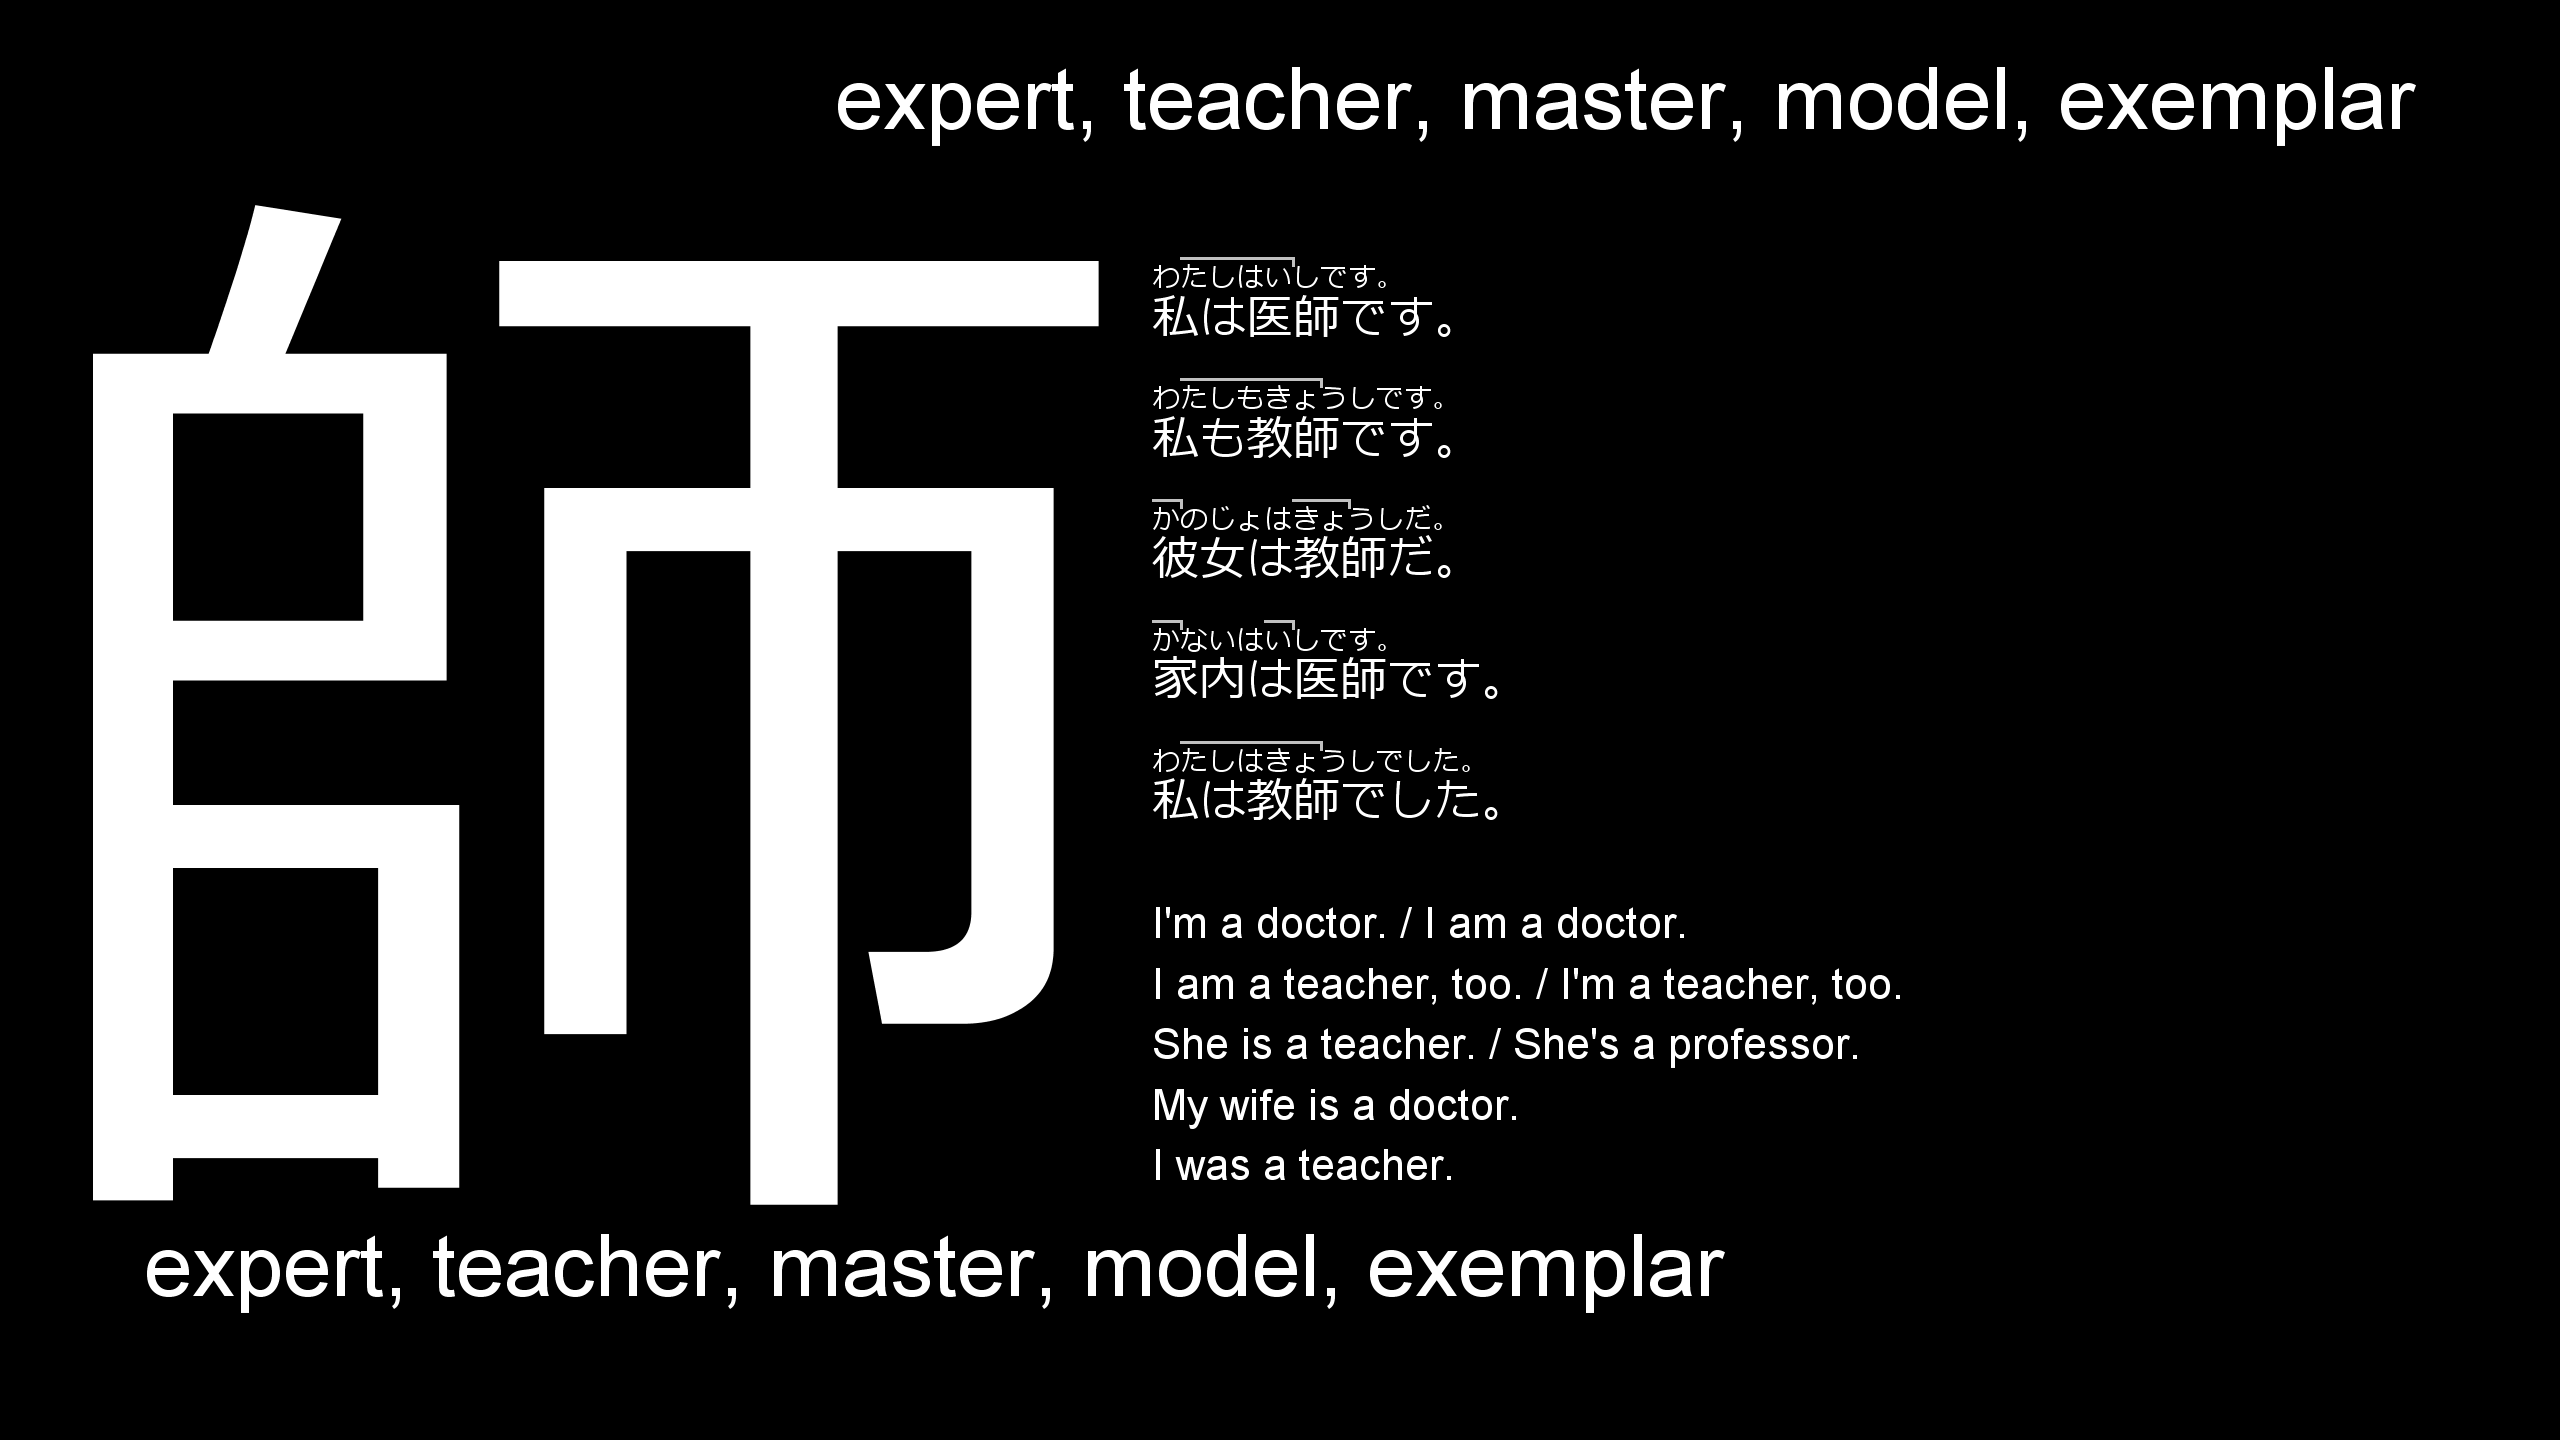 expert, teacher, master, model, exemplar
師
わたしはいしです。
私は医師です。
わたしもきょうしです。
私も教師です。
かのじょはきょうしだ。
彼女は教師だ。
かないはいしです。
家内は医師です。
わたしはきょうしでした。
私は教師でした。
I'm a doctor. / I am a doctor.
I am a teacher, too. / I'm a teacher, too.
She is a teacher. / She's a professor.
My wife is a doctor.
I was a teacher.
expert, teacher, master, model, exemplar